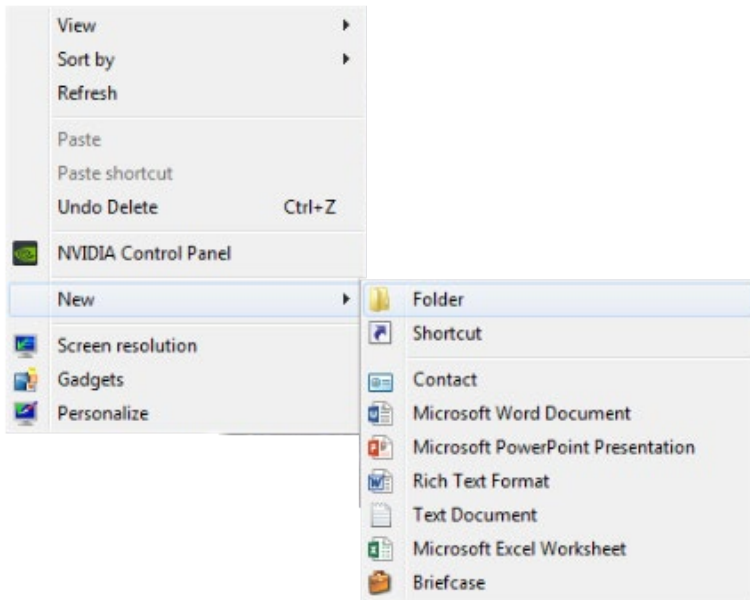 View
Sort by
Refresh
Paste
Paste shortcut
Undo Delete Ctrl+Z
NVIDIA Control Panel
New
Screen resolution
Gadgets
Personalize
Folder
Shortcut
Contact
Microsoft Word Document
Microsoft PowerPoint Presentation
Rich Text Format
Text Document
Microsoft Excel Worksheet
Briefcase